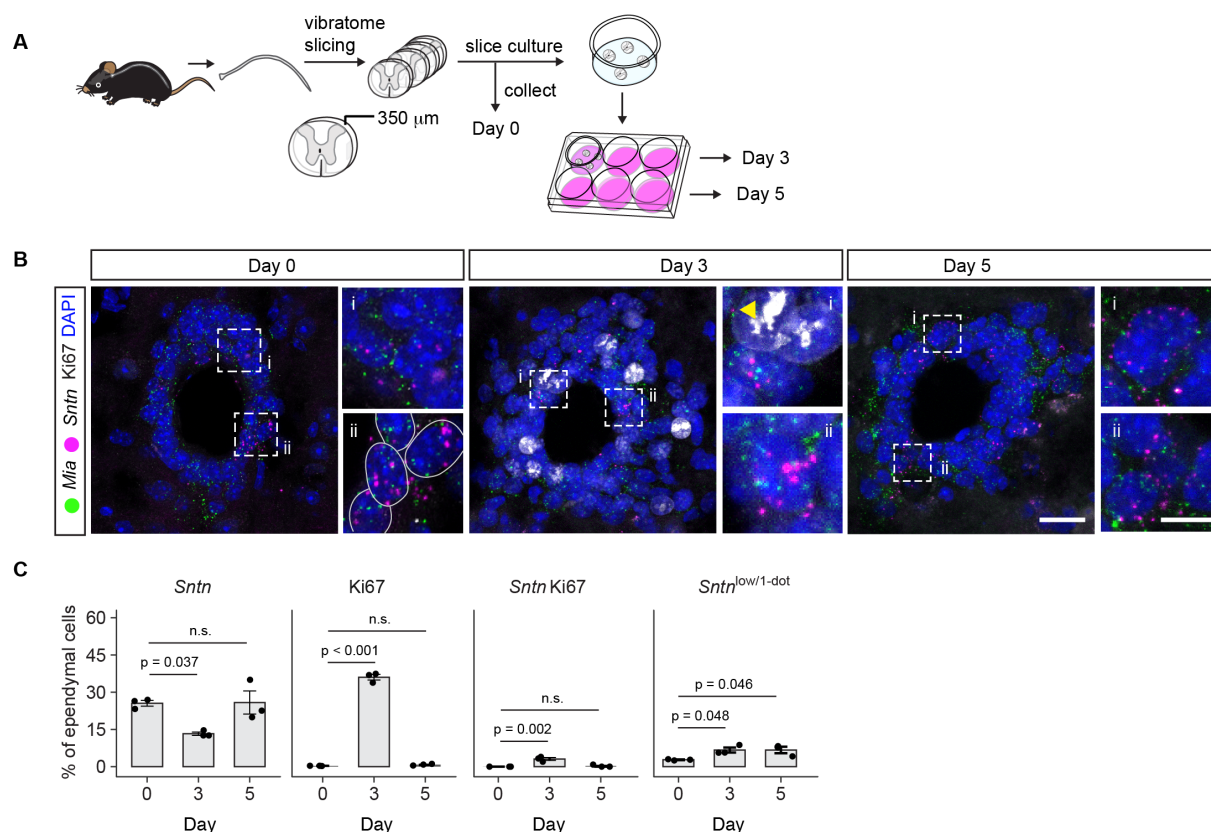 A
vibratome
slicing
slice culture
collect
350 μm
Day 0
Day 3
Day 5
B
Mia Sntn Ki67 DAPI
Day 0
Day 3
Day 5
i
ii
i
ii
i
ii
i
ii
i
ii
i
ii
C
Sntn
Ki67
Sntn Ki67
Sntn low/1-dot
% of ependymal cells
60
45
30
15
0
n.s.
p = 0.037
n.s.
p < 0.001
n.s.
p = 0.002
p = 0.046
p = 0.048
0 3 5
0 3 5
0 3 5
0 3 5
Day
Day
Day
Day